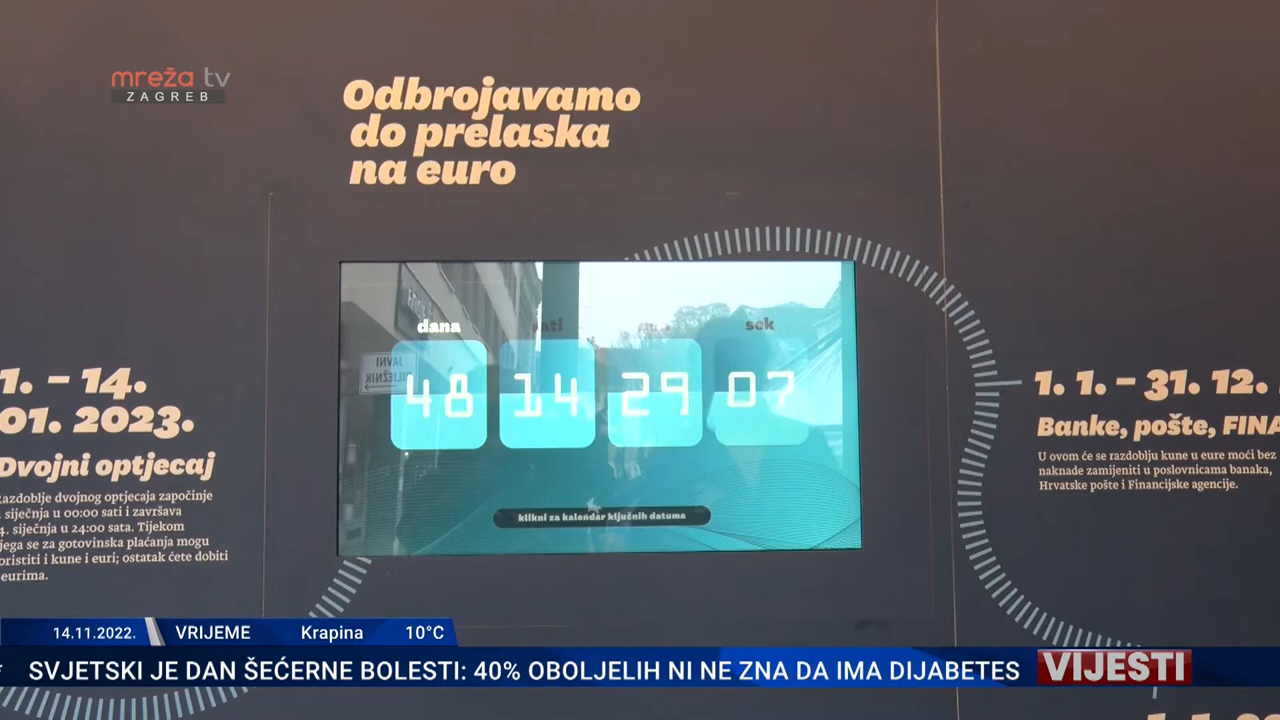 mreža tv
ZAGREB
Odbrojavamo
do prelaska
na euro
dana
sati
sek
48 14 29 07
klikni za kalendar ključnih datuma
JAVNI
BILJEŽNIK
1. – 14.
01. 2023.
Dvojni optjecaj
Razdoblje dvojnog optjecaja započinje
. siječnja u 00:00 sati i završava
4. siječnja u 24:00 sata. Tijekom
jega se za gotovinska plaćanja mogu
oristiti i kune i euri; ostatak ćete dobiti
eurima.
1. 1. – 31. 12.
Banke, pošte, FINA
U ovom će se razdoblju kune u eure moći bez
naknade zamijeniti u poslovnicama banaka,
Hrvatske pošte i Financijske agencije.
14.11.2022. VRIJEME Krapina 10°C
SVJETSKI JE DAN ŠEĆERNE BOLESTI: 40% OBOLJELIH NI NE ZNA DA IMA DIJABETES
VIJESTI